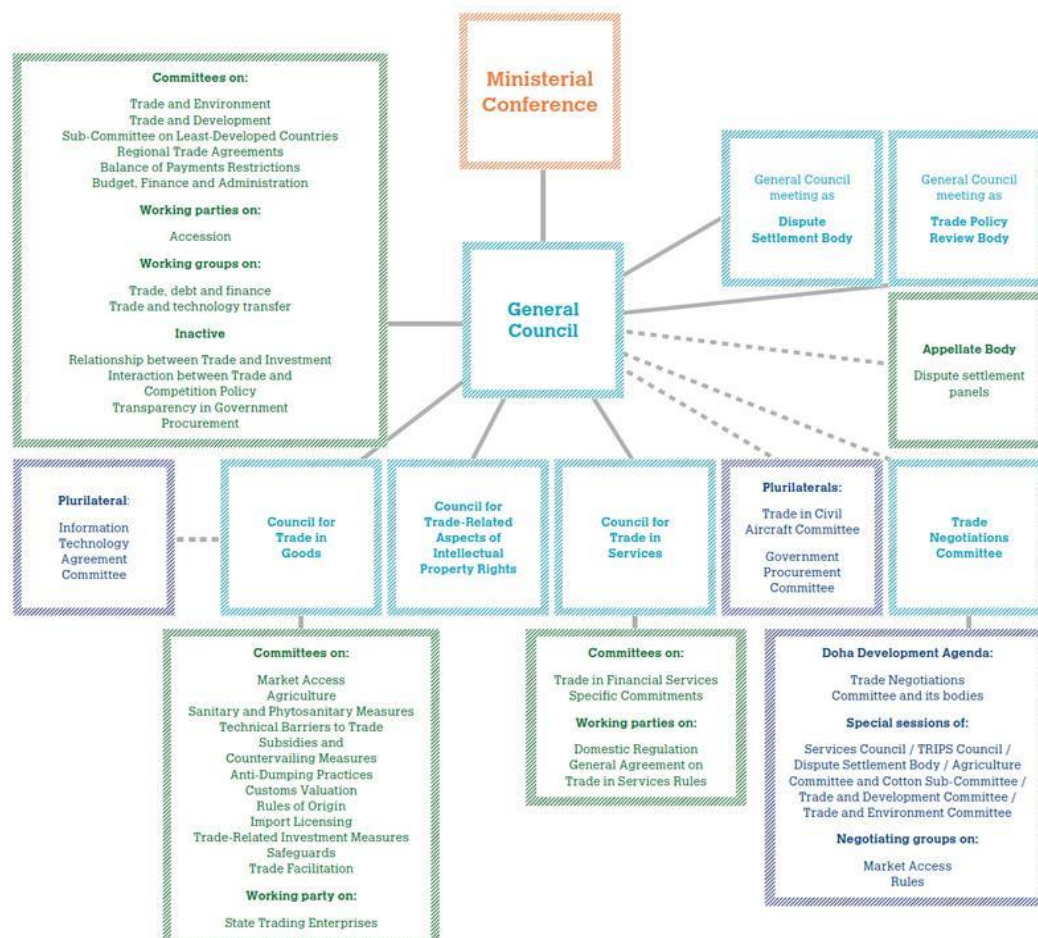 Ministerial
Conference
Committees on:
Trade and Environment
Trade and Development
Sub-Committee on Least-Developed Countries
Regional Trade Agreements
Balance of Payments Restrictions
Budget, Finance and Administration
Working parties on:
Accession
Working groups on:
Trade, debt and finance
Trade and technology transfer
Inactive
Relationship between Trade and Investment
Interaction between Trade and
Competition Policy
Transparency in Government
Procurement
General Council
meeting as
Dispute
Settlement Body
General Council
meeting as
Trade Policy
Review Body
General
Council
Appellate Body
Dispute settlement
panels
Plurilateral:
Information
Technology
Agreement
Committee
Council for
Trade in
Goods
Council for
Trade-Related
Aspects of
Intellectual
Property Rights
Council for
Trade in
Services
Plurilaterals:
Trade in Civil
Aircraft Committee
Government
Procurement
Committee
Trade
Negotiations
Committee
Committees on:
Market Access
Agriculture
Sanitary and Phytosanitary Measures
Technical Barriers to Trade
Subsidies and
Countervailing Measures
Anti-Dumping Practices
Customs Valuation
Rules of Origin
Import Licensing
Trade-Related Investment Measures
Safeguards
Trade Facilitation
Working party on:
State Trading Enterprises
Committees on:
Trade in Financial Services
Specific Commitments
Working parties on:
Domestic Regulation
General Agreement on
Trade in Services Rules
Doha Development Agenda:
Trade Negotiations
Committee and its bodies
Special sessions of:
Services Council / TRIPS Council /
Dispute Settlement Body / Agriculture
Committee and Cotton Sub-Committee /
Trade and Development Committee /
Trade and Environment Committee
Negotiating groups on:
Market Access
Rules